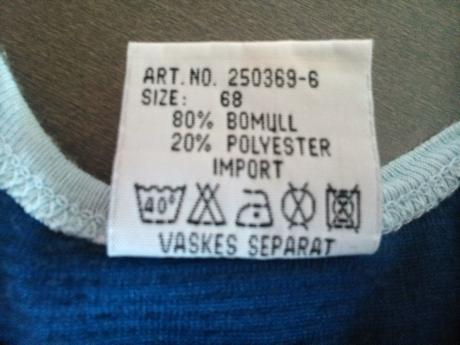 ART.NO. 250369-6
SIZE: 68
80% BOMULL
20% POLYESTER
IMPORT
40°
VASKES SEPARAT